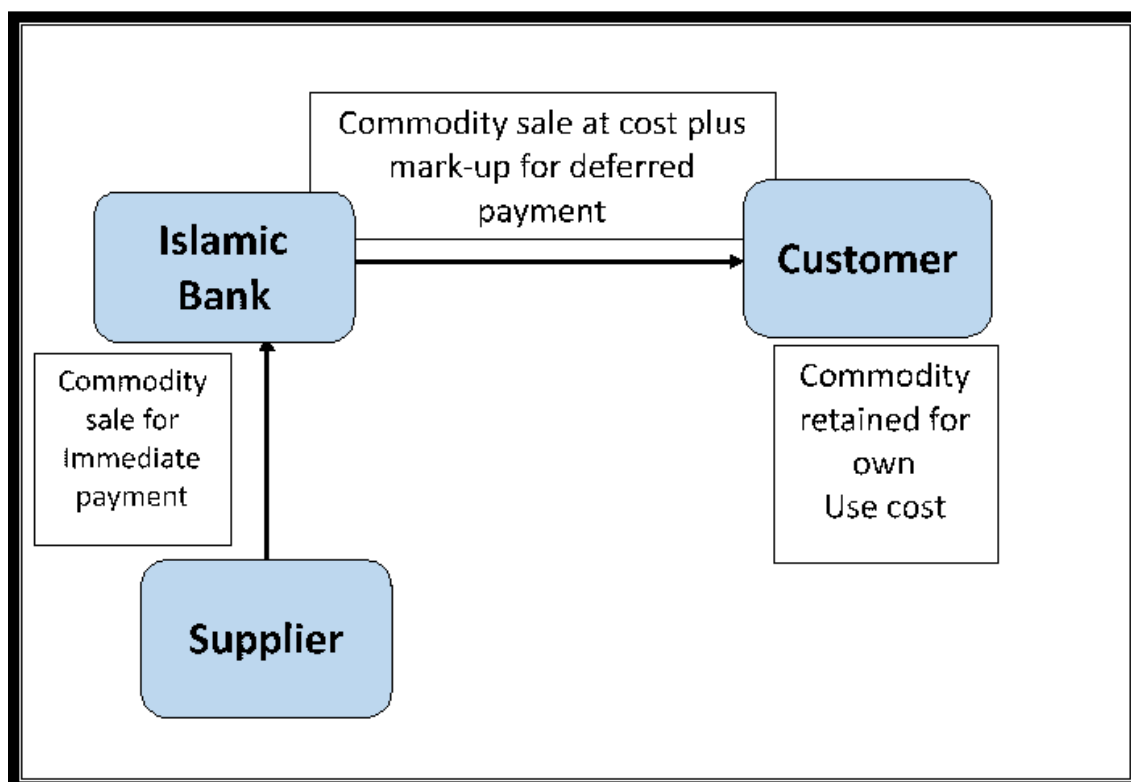 Commodity sale at cost plus
mark-up for deferred
payment
Islamic
Bank
Customer
Commodity
sale for
Immediate
payment
Commodity
retained for
own
Use cost
Supplier